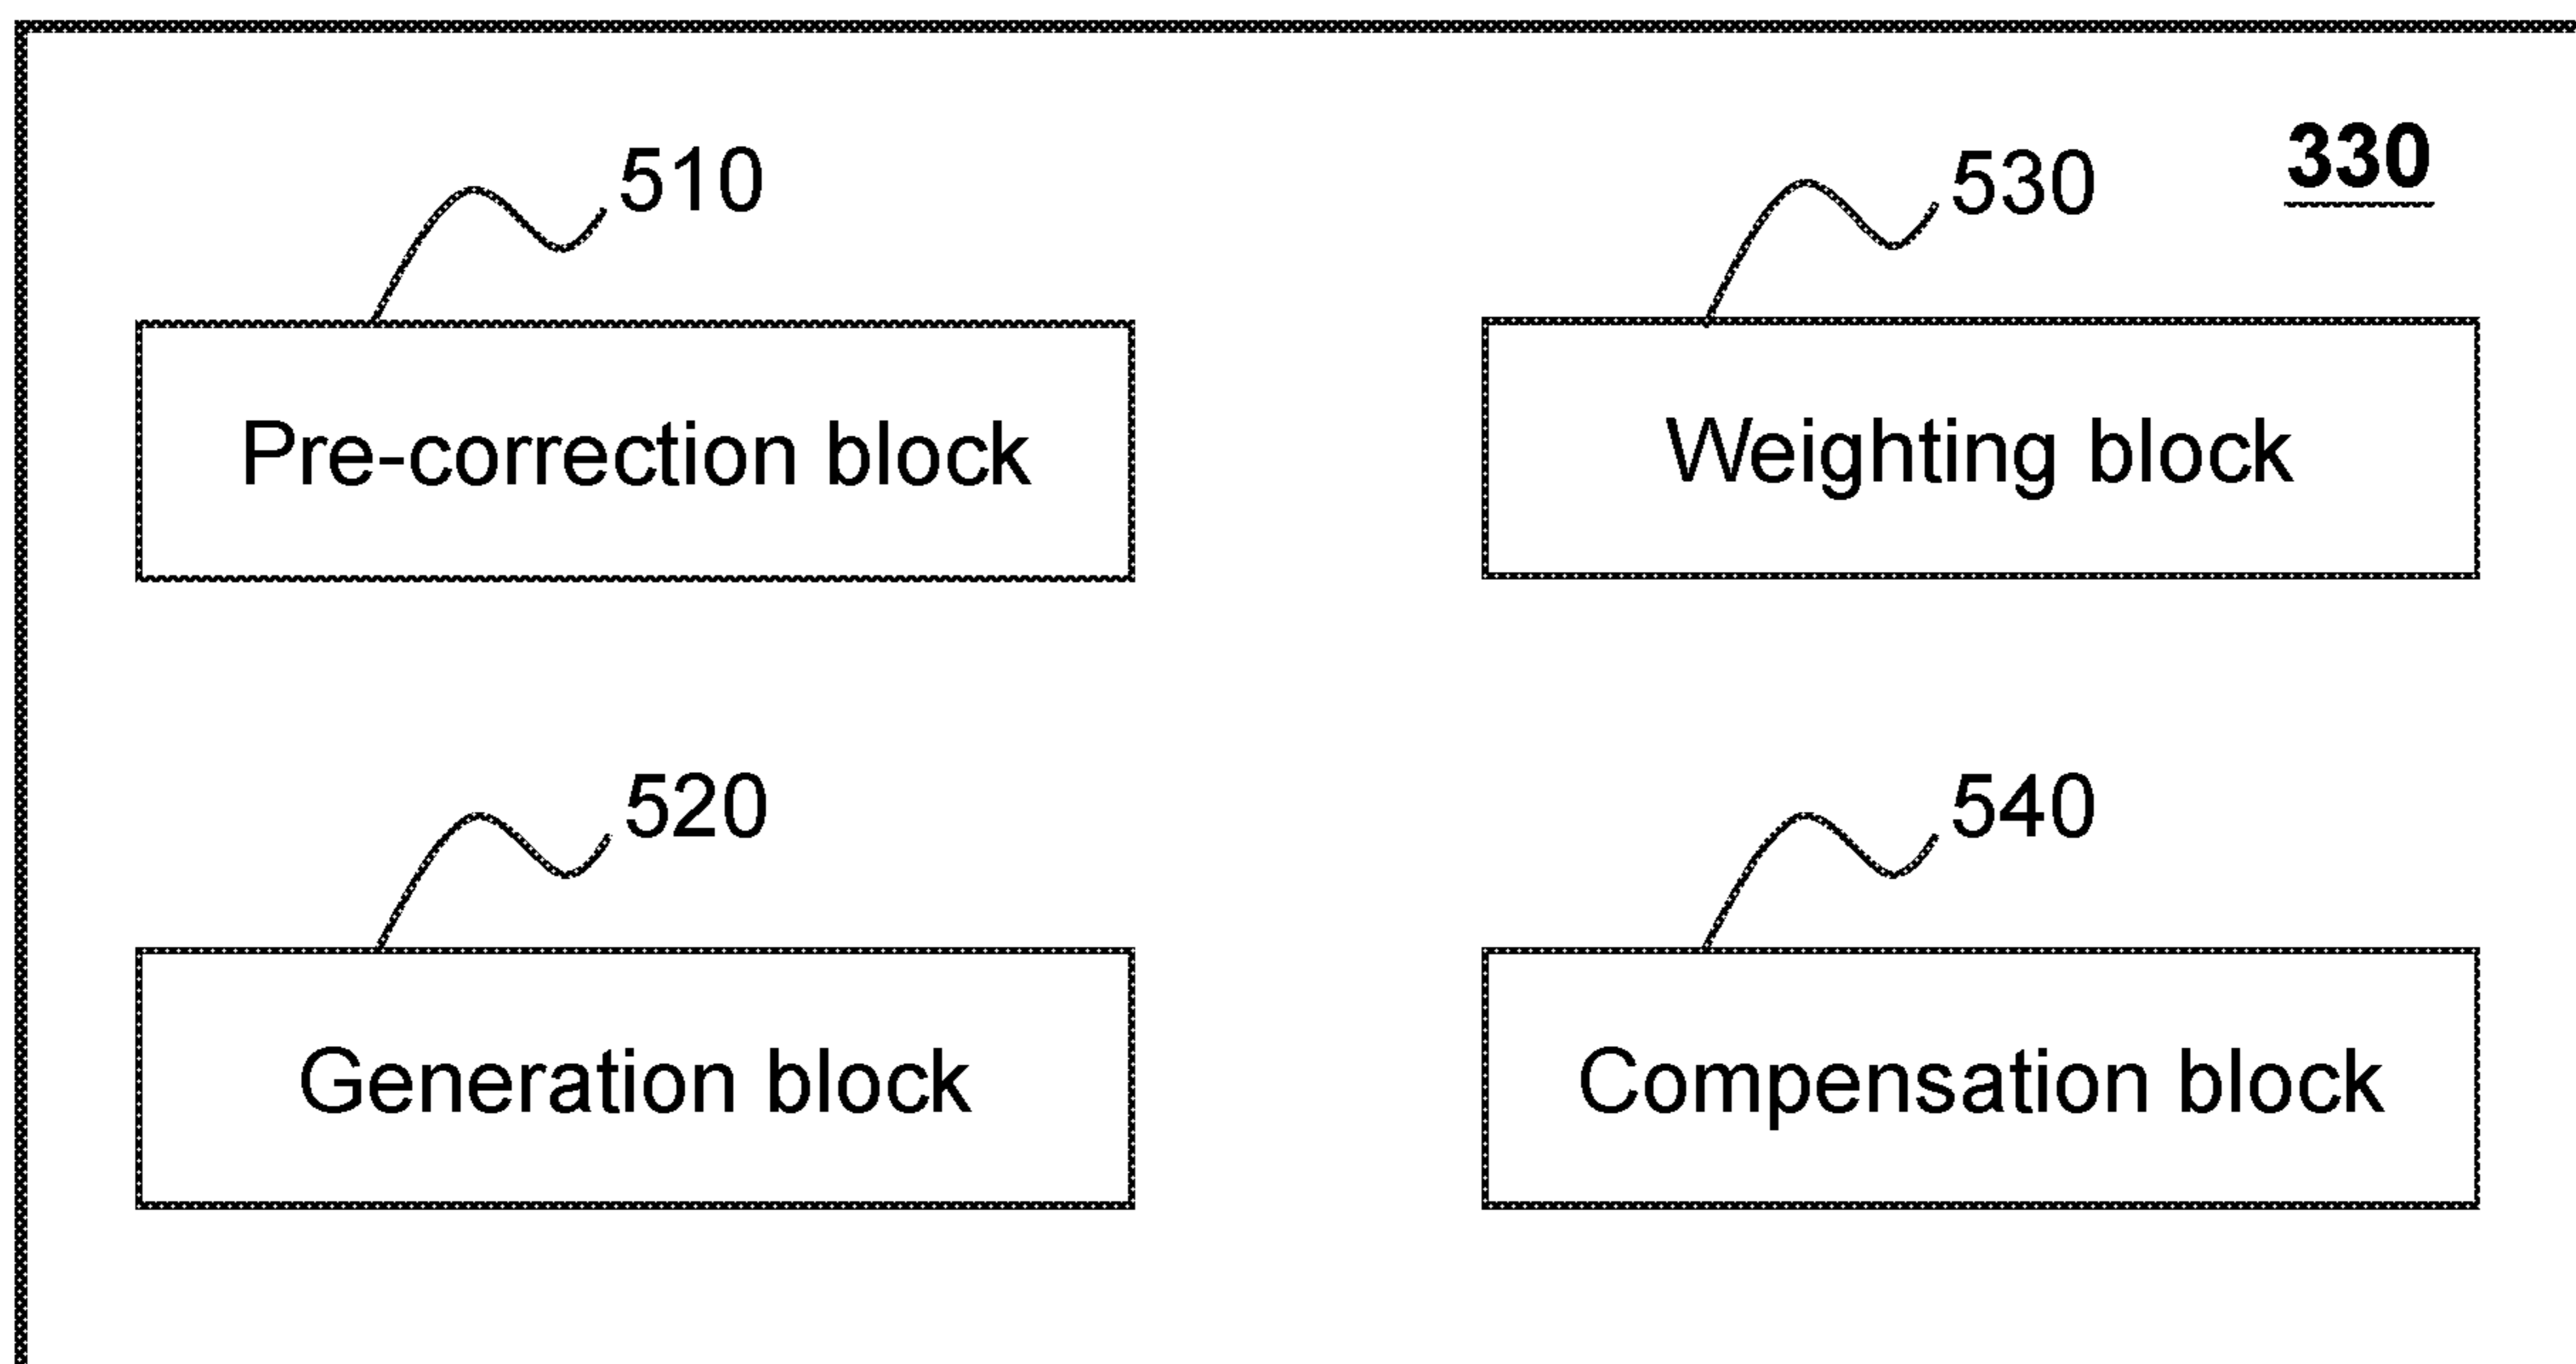 330
510
530
Pre-correction block
Weighting block
520
540
Generation block
Compensation block